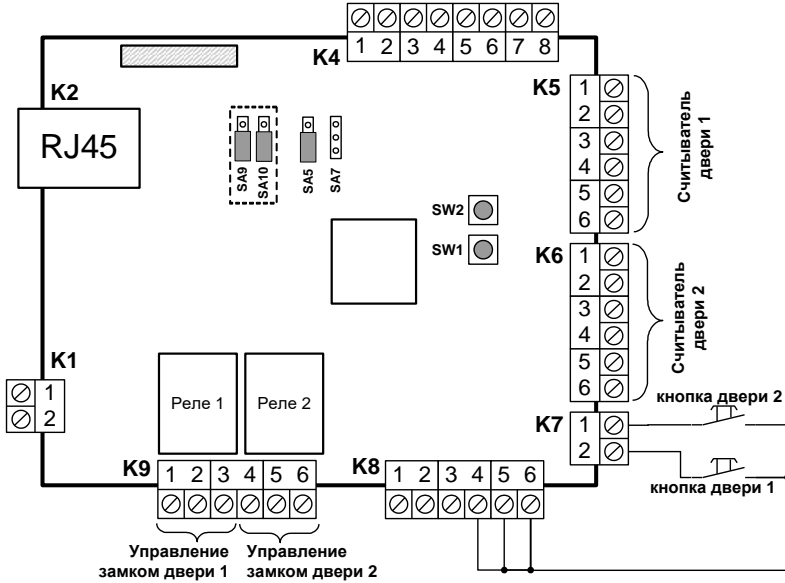 K4
1 2 3 4 5 6 7 8
K2
RJ45
SA9
SA10
SA5
SA7
SW2
SW1
K5
1
2
3
4
5
6
Считыватель
двери 1
K6
1
2
3
4
5
6
Считыватель
двери 2
K1
1
2
Реле 1
Реле 2
K7
1
2
кнопка двери 2
кнопка двери 1
K9
1 2 3 4 5 6
K8
1 2 3 4 5 6
Управление
замком двери 1
Управление
замком двери 2